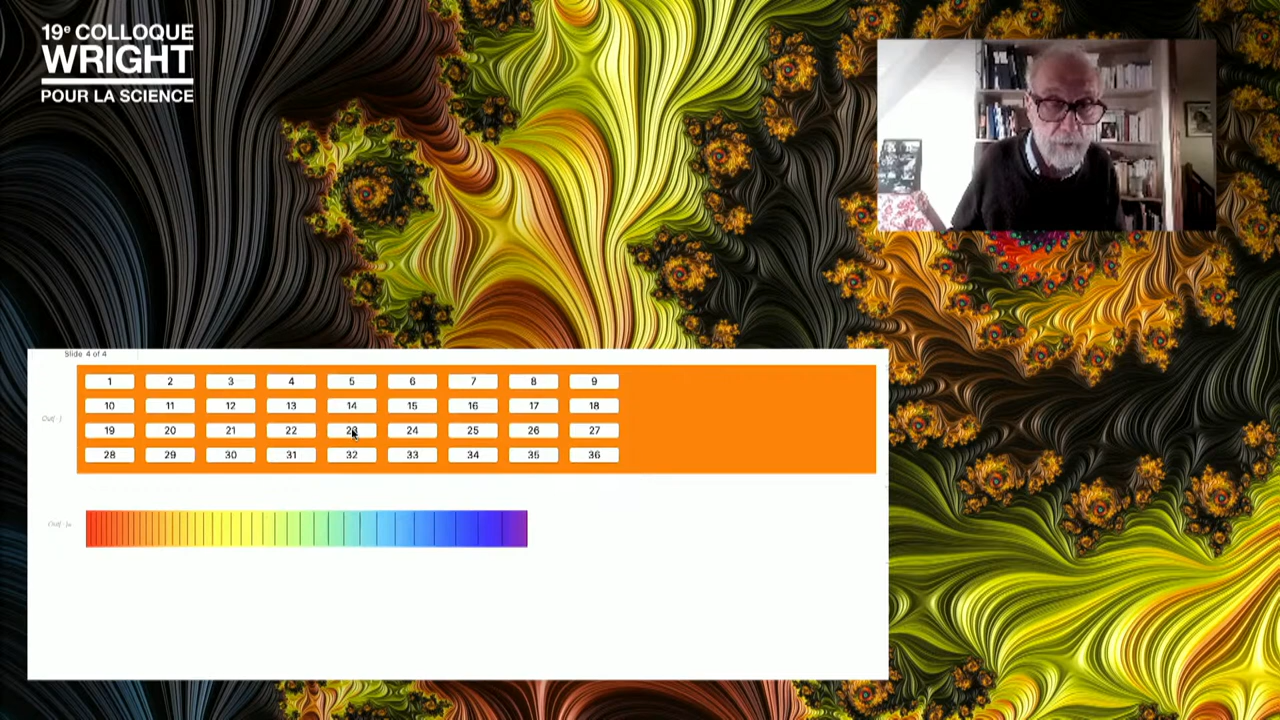 19e COLLOQUE
WRIGHT
POUR LA SCIENCE
Slide 4 of 4
1 2 3 4 5 6 7 8 9
10 11 12 13 14 15 16 17 18
19 20 21 22 23 24 25 26 27
28 29 30 31 32 33 34 35 36